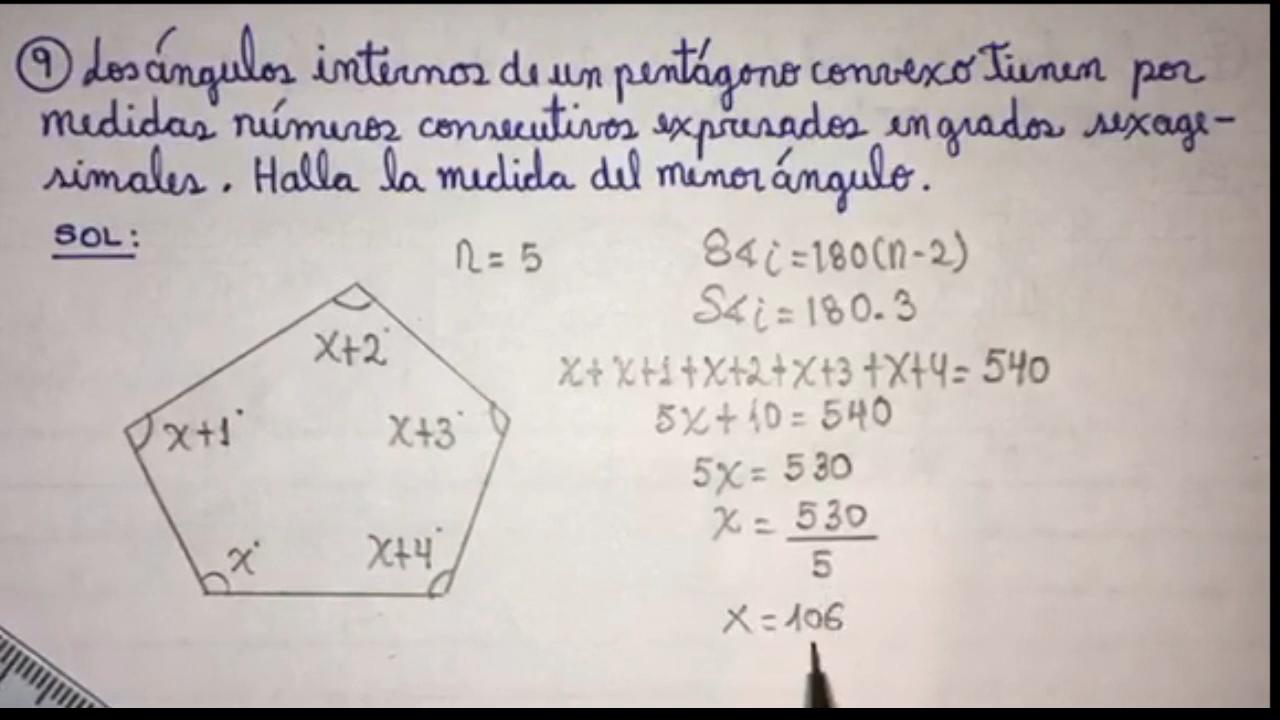 9 Los ángulos internos de un pentágono convexo tienen por
medidas números consecutivos expresados en grados sexage-
simales. Halla la medida del menor ángulo.
SOL:
n = 5
S∢i = 180(n-2)
S∢i = 180.3
x+x+1+x+2+x+3+x+4 = 540
5x+10 = 540
5x = 530
x = 530
5
x = 106
x+2°
x+1°
x+3°
x°
x+4°